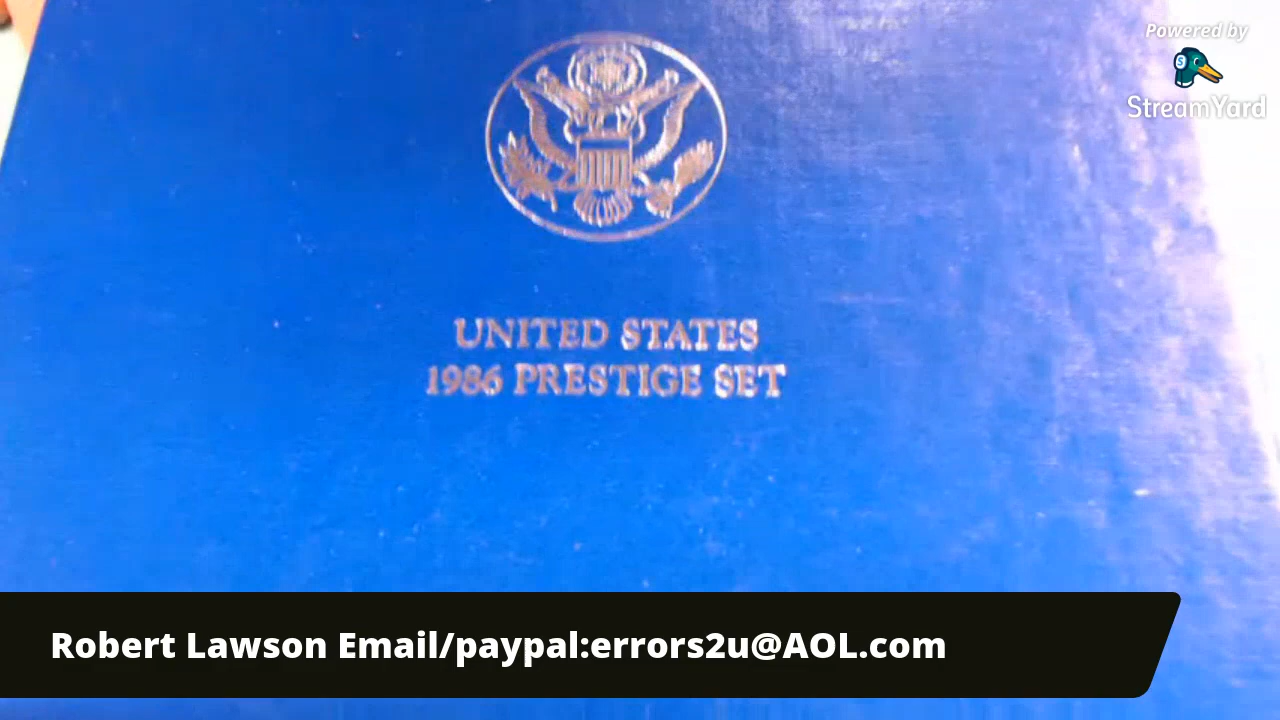 Powered by
StreamYard
UNITED STATES
1986 PRESTIGE SET
Robert Lawson Email/paypal:errors2u@AOL.com